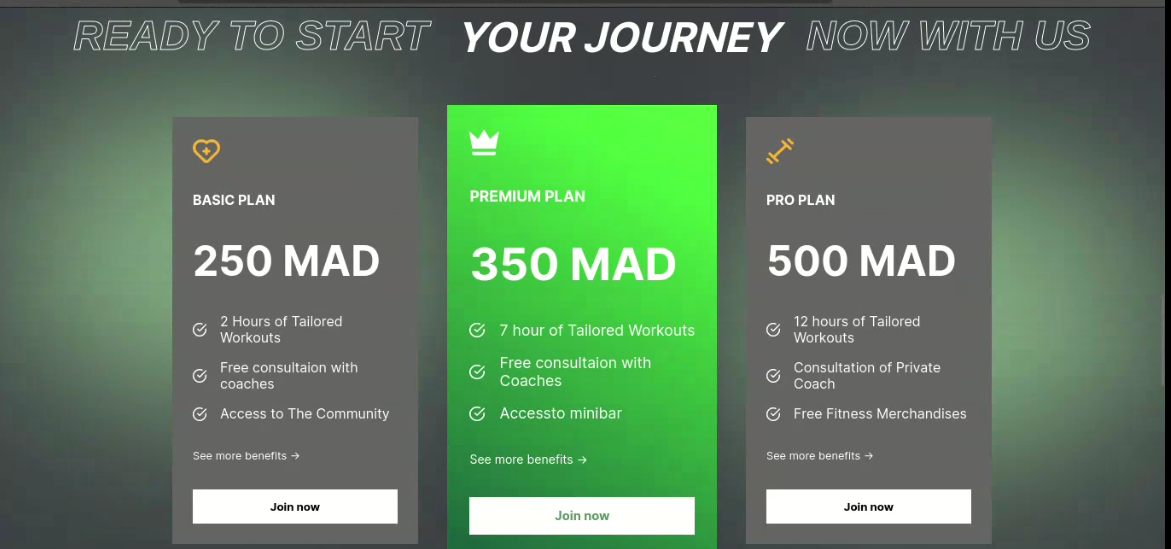 READY TO START YOUR JOURNEY NOW WITH US
BASIC PLAN
250 MAD
2 Hours of Tailored
Workouts
Free consultaion with
coaches
Access to The Community
See more benefits →
Join now
PREMIUM PLAN
350 MAD
7 hour of Tailored Workouts
Free consultaion with
Coaches
Accessto minibar
See more benefits →
Join now
PRO PLAN
500 MAD
12 hours of Tailored
Workouts
Consultation of Private
Coach
Free Fitness Merchandises
See more benefits →
Join now